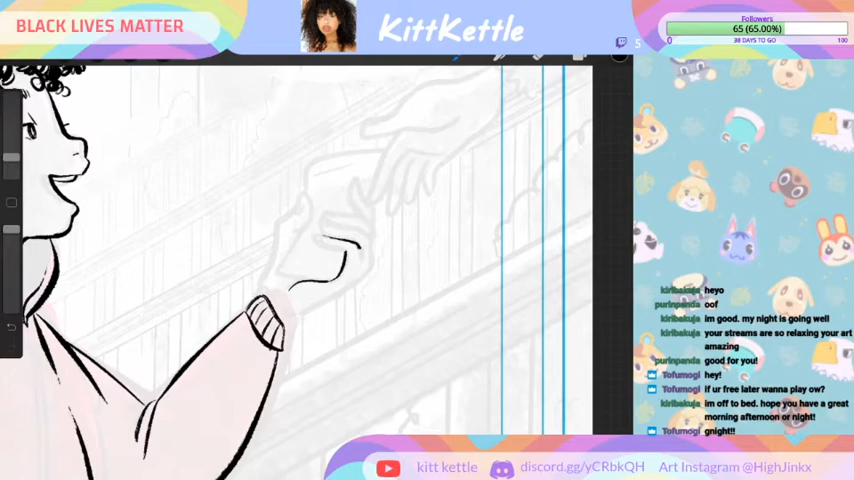 BLACK LIVES MATTER
KittKettle
5
Followers
65 (65.00%)
0
38 DAYS TO GO
100
kiribakuja heyo
purinpanda oof
kiribakuja im good. my night is going well
kiribakuja your streams are so relaxing your art
amazing
purinpanda good for you!
Tofumogi hey!
Tofumogi if ur free later wanna play ow?
kiribakuja im off to bed. hope you have a great
morning afternoon or night!
Tofumogi gnight!!
kitt kettle
discord.gg/yCRbkQH
Art Instagram @HighJinkx